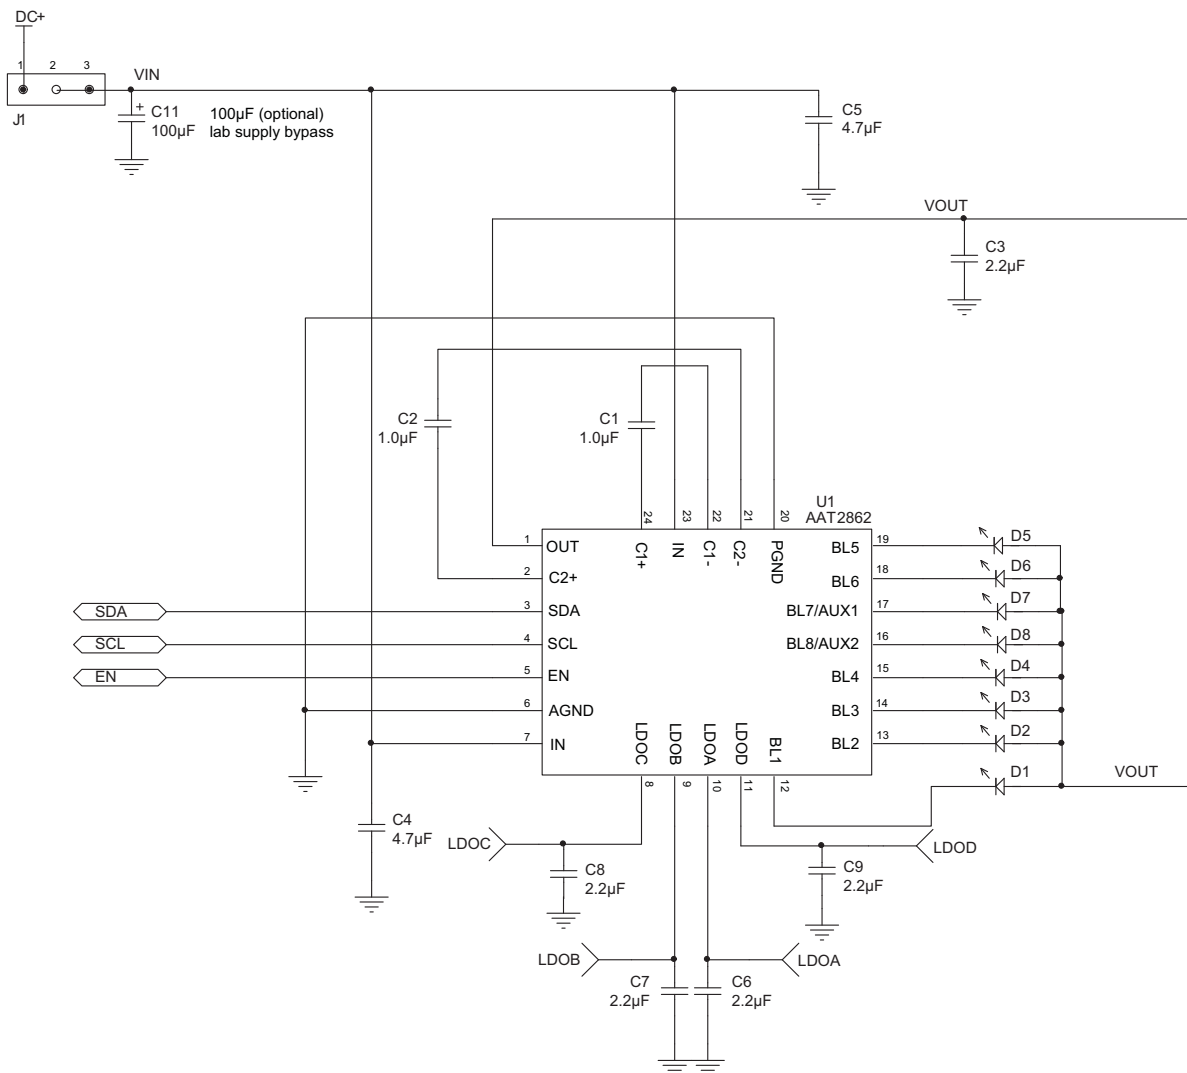 DC+
1 2 3
VIN
J1
+
C11
100µF
100µF (optional)
lab supply bypass
C5
4.7µF
VOUT
C3
2.2µF
C2
1.0µF
C1
1.0µF
U1
AAT2862
24 23 22 21 20
C1+ IN C1- C2- PGND
1 OUT
2 C2+
SDA 3 SDA
SCL 4 SCL
EN 5 EN
6 AGND
7 IN
BL5 19 D5
BL6 18 D6
BL7/AUX1 17 D7
BL8/AUX2 16 D8
BL4 15 D4
BL3 14 D3
BL2 13 D2
LDOC LDOB LDOA LDOD BL1
8 9 10 11 12
D1
VOUT
C4
4.7µF
LDOC
C8
2.2µF
C9
2.2µF
LDOD
LDOB
LDOA
C7
2.2µF
C6
2.2µF